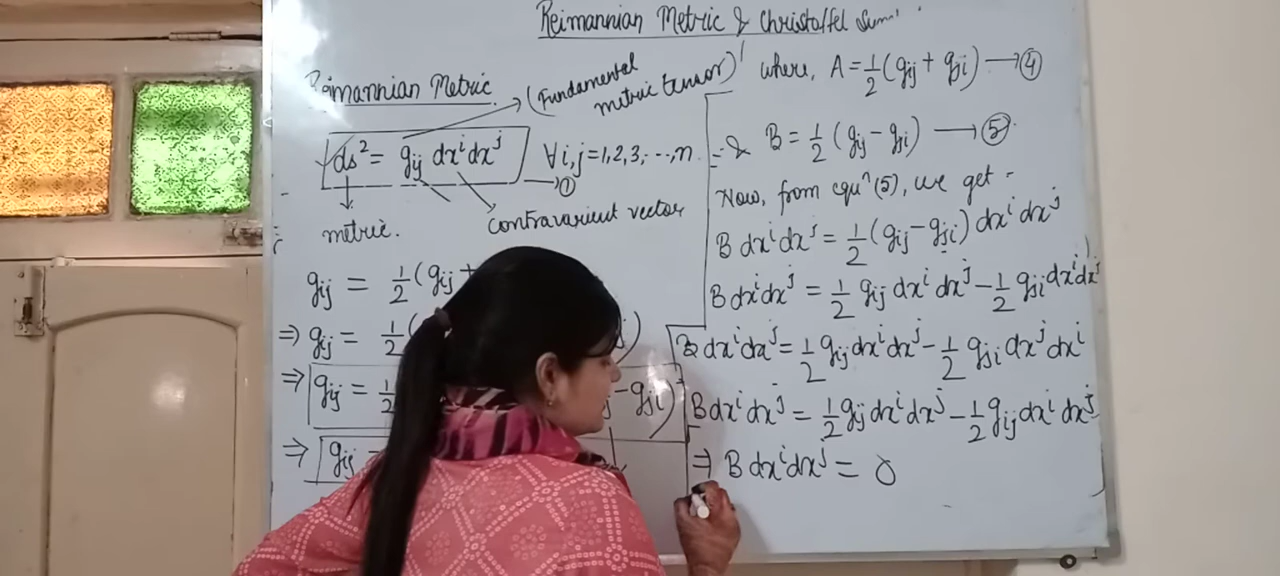 Reimannian Metric & Christoffel
Reimannian Metric
(Fundamental
metric tensor)
ds² = gij dxⁱ dxʲ ∀ i,j = 1,2,3,...,n
→ ①
metric.
contravarient vector
gij = 1/2 (gij +
⇒ gij = 1/2 (
⇒ gij = 1/2 - gji)
⇒ gij
where, A = 1/2 (gij + gji) → ④
& B = 1/2 (gij - gji) → ⑤
Now, from equⁿ (5), we get -
B dxⁱ dxʲ = 1/2 (gij - gji) dxⁱ dxʲ
B dxⁱ dxʲ = 1/2 gij dxⁱ dxʲ - 1/2 gji dxⁱ dxʲ
B dxⁱ dxʲ = 1/2 gij dxⁱ dxʲ - 1/2 gji dxʲ dxⁱ
B dxⁱ dxʲ = 1/2 gij dxⁱ dxʲ - 1/2 gij dxⁱ dxʲ
⇒ B dxⁱ dxʲ = 0